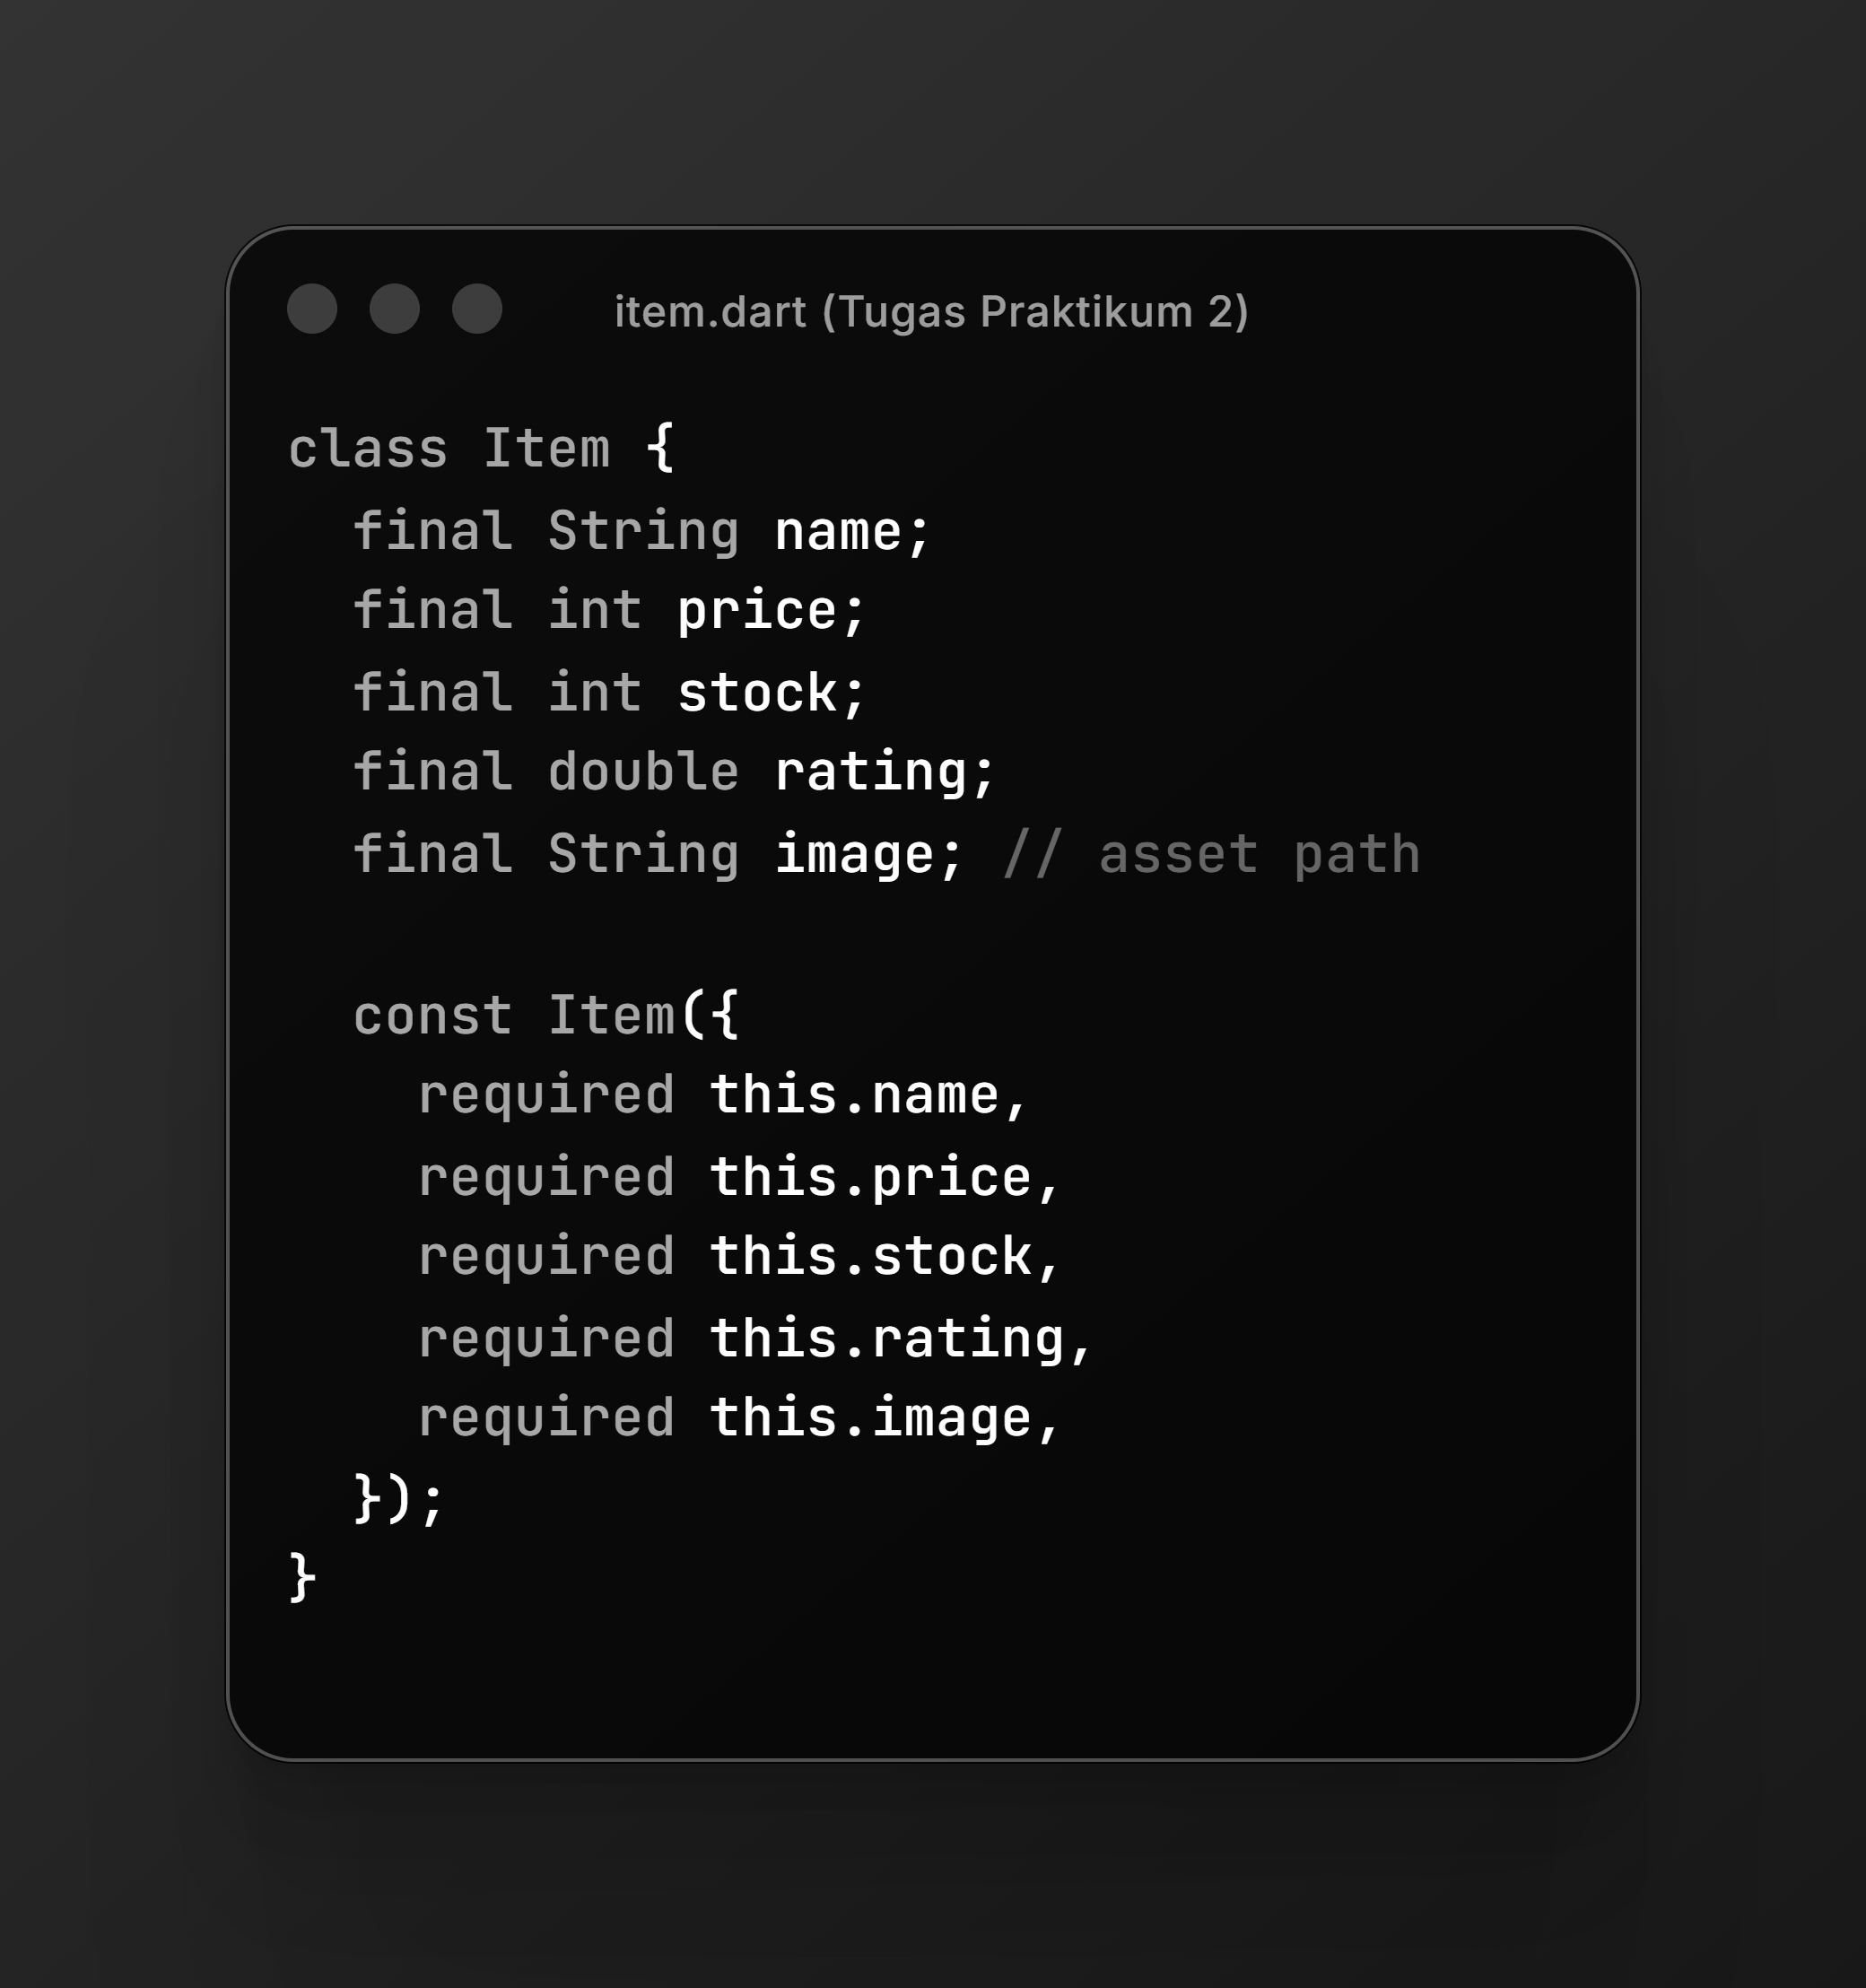 item.dart (Tugas Praktikum 2)
class Item {
  final String name;
  final int price;
  final int stock;
  final double rating;
  final String image; // asset path

  const Item({
    required this.name,
    required this.price,
    required this.stock,
    required this.rating,
    required this.image,
  });
}